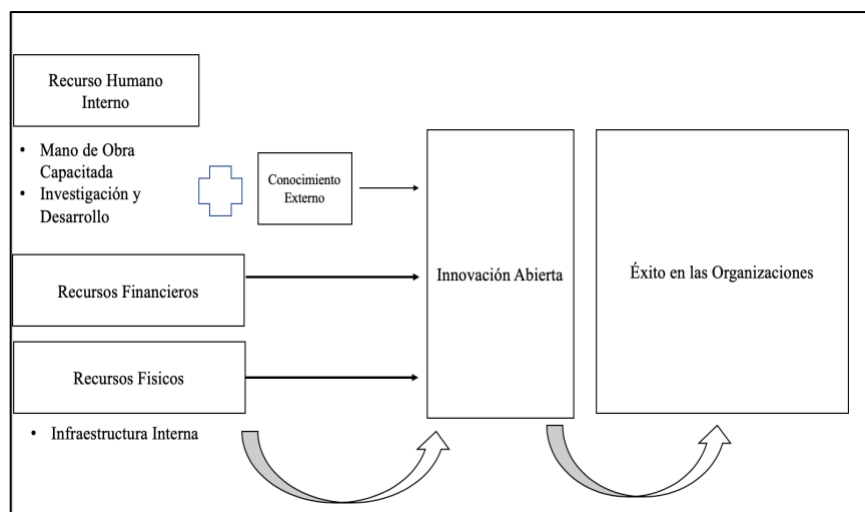 Recurso Humano
Interno
• Mano de Obra
Capacitada
• Investigación y
Desarrollo
Conocimiento
Externo
Recursos Financieros
Recursos Fisicos
• Infraestructura Interna
Innovación Abierta
Éxito en las Organizaciones